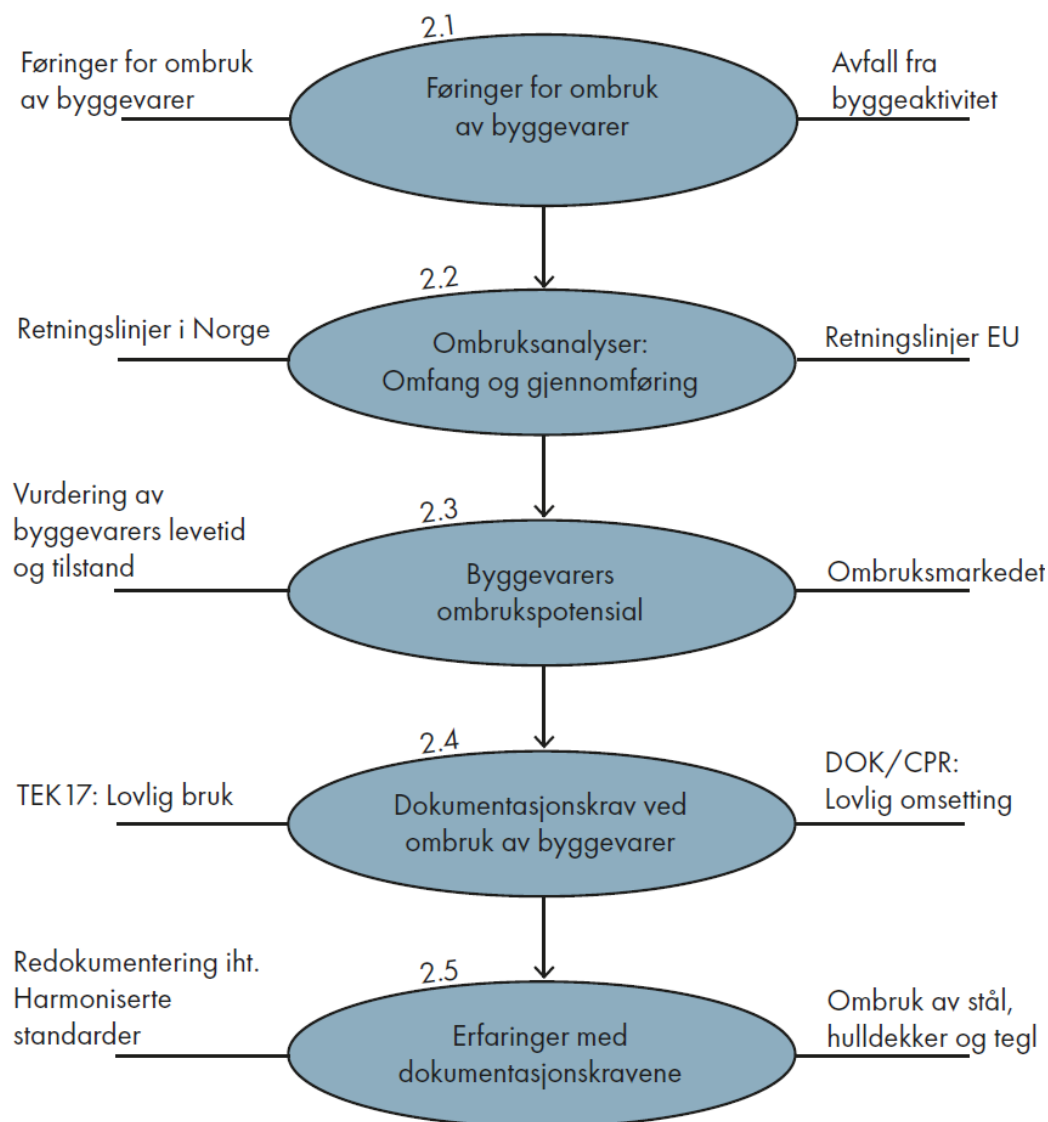 2.1
Føringer for ombruk
av byggevarer
Føringer for ombruk
av byggevarer
Avfall fra
byggeaktivitet
2.2
Retningslinjer i Norge
Ombruksanalyser:
Omfang og gjennomføring
Retningslinjer EU
2.3
Vurdering av
byggevarers levetid
og tilstand
Byggevarers
ombrukspotensial
Ombruksmarkedet
2.4
TEK17: Lovlig bruk
Dokumentasjonskrav ved
ombruk av byggevarer
DOK/CPR:
Lovlig omsetting
2.5
Redokumentering iht.
Harmoniserte
standarder
Erfaringer med
dokumentasjonskravene
Ombruk av stål,
hulldekker og tegl